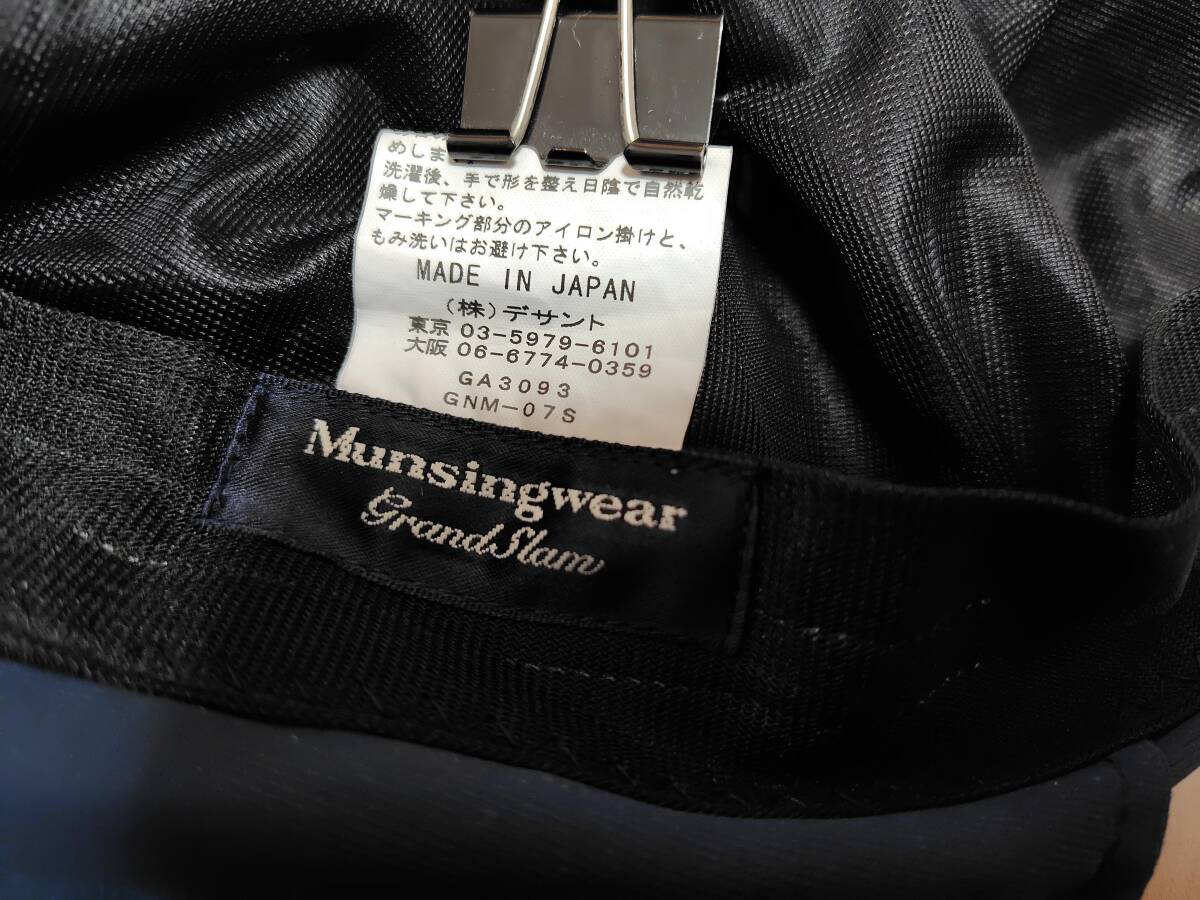 めしま
洗濯後、手で形を整え日陰で自然乾
燥して下さい。
マーキング部分のアイロン掛けと、
もみ洗いはお避け下さい。
MADE IN JAPAN
（株）デサント
東京 03-5979-6101
大阪 06-6774-0359
GA3093
GNM-07S
Munsingwear
GrandSlam